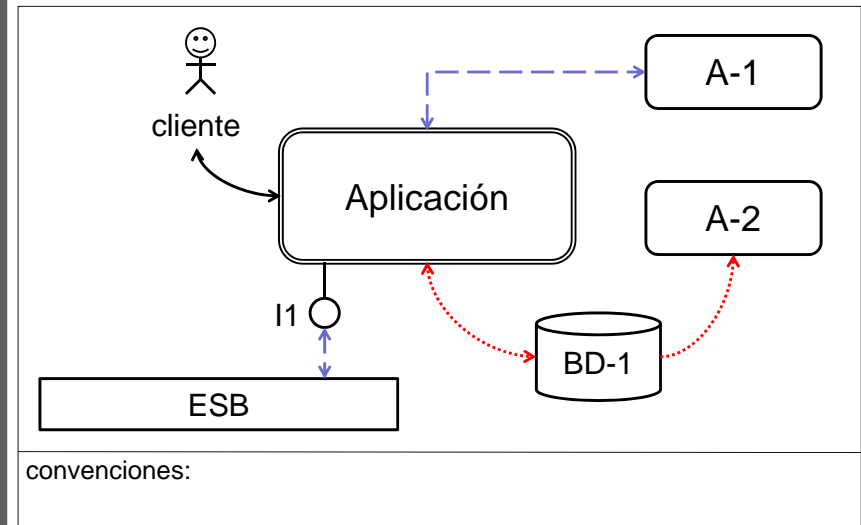 cliente
Aplicación
A-1
A-2
I1
BD-1
ESB
convenciones: